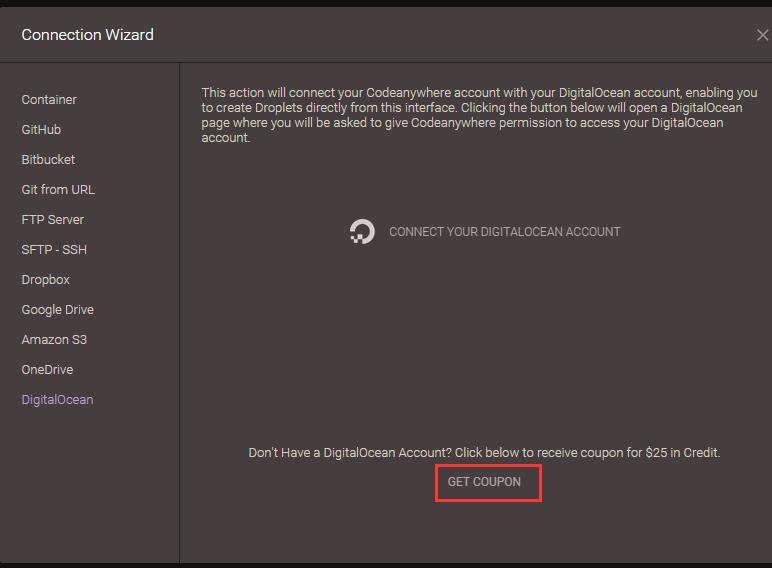 Connection Wizard
Container
GitHub
Bitbucket
Git from URL
FTP Server
SFTP - SSH
Dropbox
Google Drive
Amazon S3
OneDrive
DigitalOcean
This action will connect your Codeanywhere account with your DigitalOcean account, enabling you
to create Droplets directly from this interface. Clicking the button below will open a DigitalOcean
page where you will be asked to give Codeanywhere permission to access your DigitalOcean
account.
CONNECT YOUR DIGITALOCEAN ACCOUNT
Don't Have a DigitalOcean Account? Click below to receive coupon for $25 in Credit.
GET COUPON